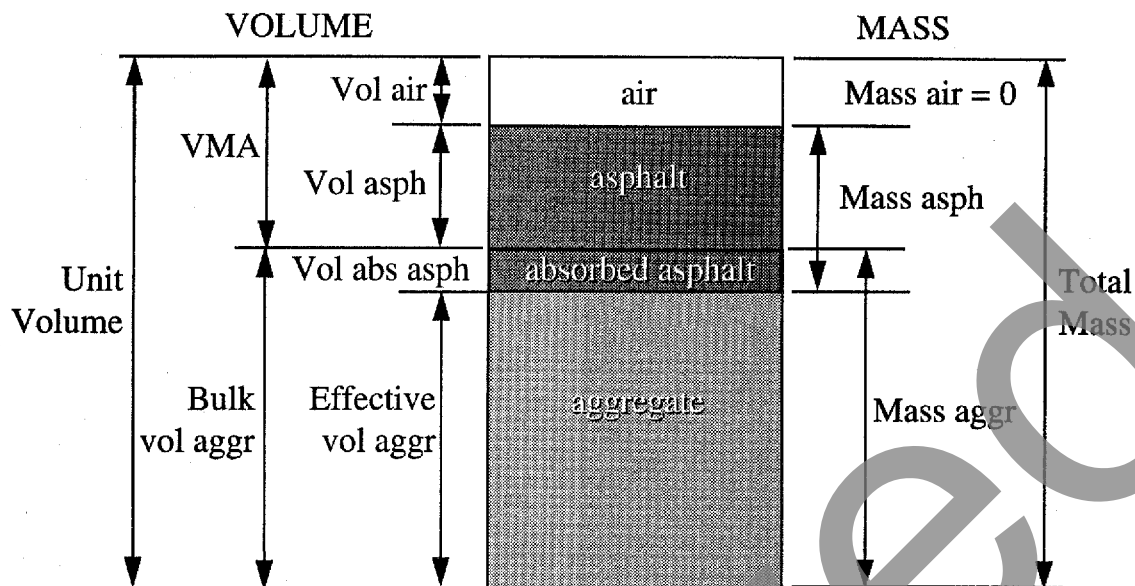 VOLUME
MASS
Vol air
air
Mass air = 0
VMA
Vol asph
asphalt
Mass asph
Unit
Volume
Vol abs asph
absorbed asphalt
Total
Mass
Bulk
vol aggr
Effective
vol aggr
aggregate
Mass aggr
ed